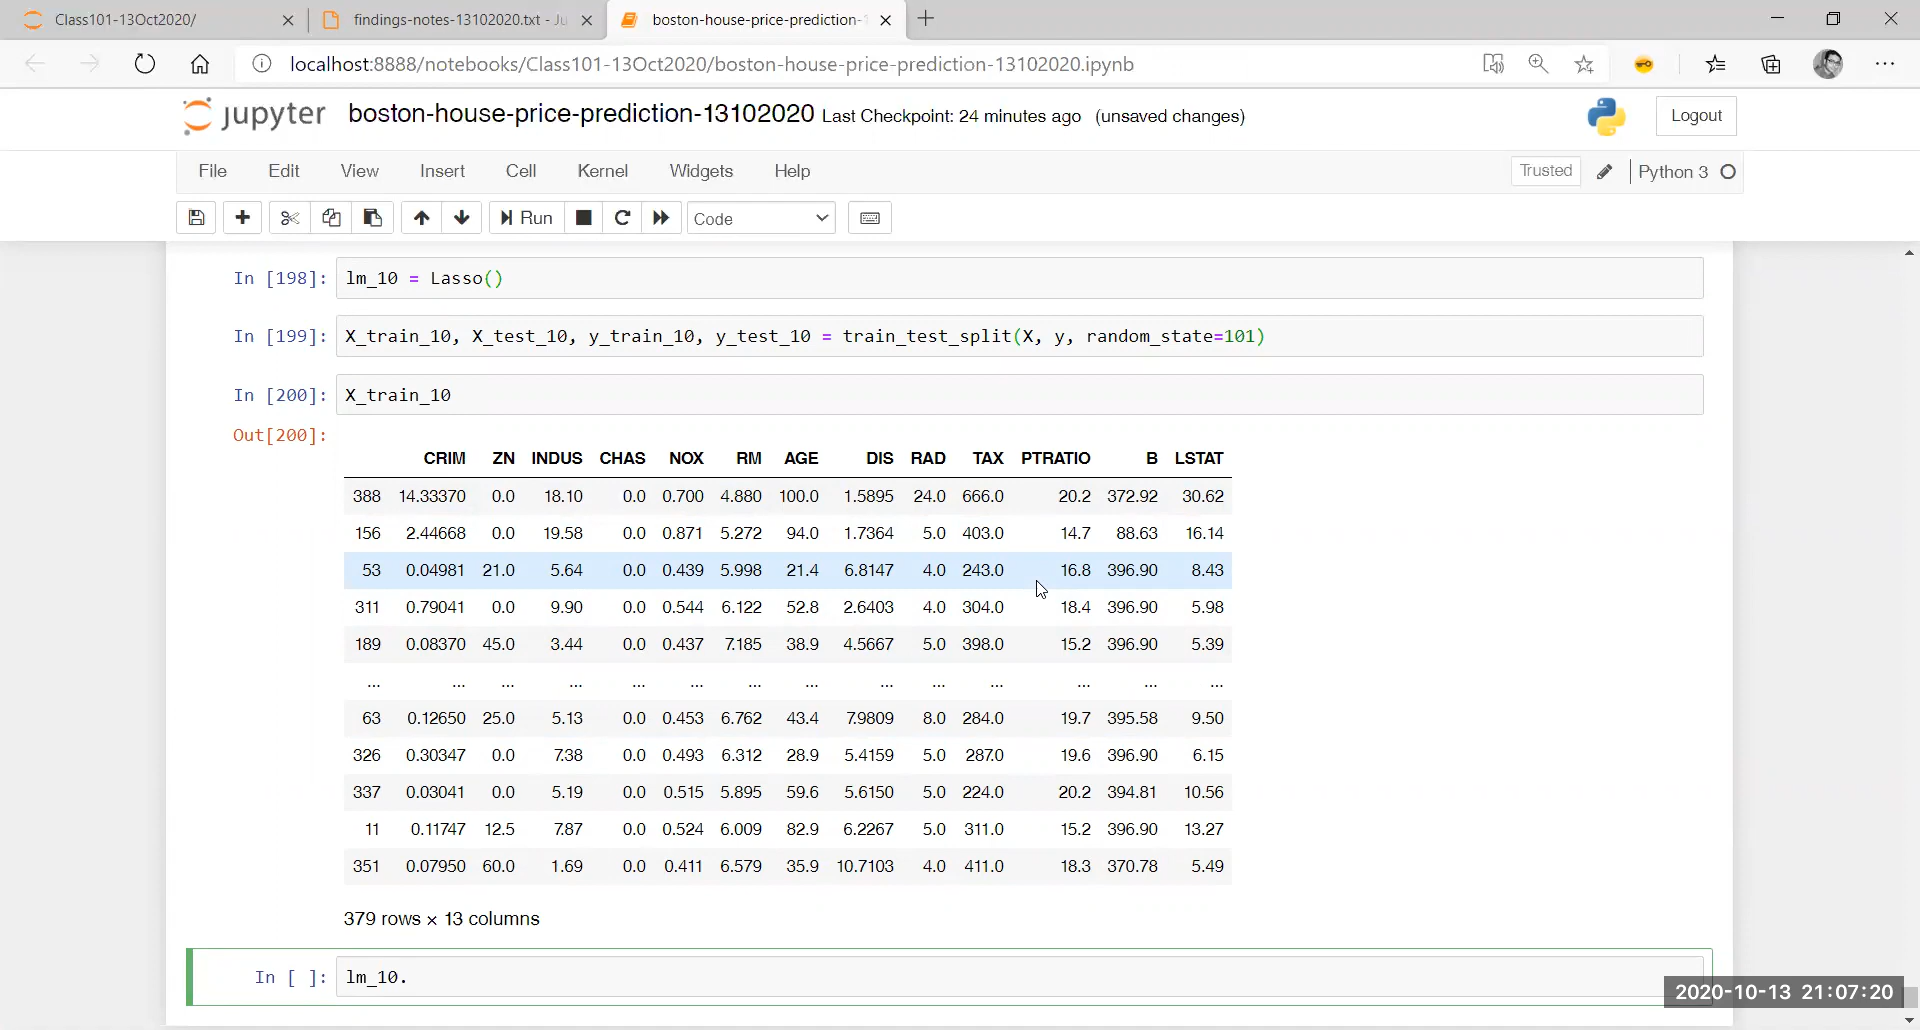 Class101-13Oct2020/
findings-notes-13102020.txt - Ju
boston-house-price-prediction-1
localhost:8888/notebooks/Class101-13Oct2020/boston-house-price-prediction-13102020.ipynb
jupyter boston-house-price-prediction-13102020 Last Checkpoint: 24 minutes ago (unsaved changes) Logout
File Edit View Insert Cell Kernel Widgets Help Trusted Python 3
Run Code
In [198]: lm_10 = Lasso()
In [199]: X_train_10, X_test_10, y_train_10, y_test_10 = train_test_split(X, y, random_state=101)
In [200]: X_train_10
Out[200]:
CRIM ZN INDUS CHAS NOX RM AGE DIS RAD TAX PTRATIO B LSTAT
388 14.33370 0.0 18.10 0.0 0.700 4.880 100.0 1.5895 24.0 666.0 20.2 372.92 30.62
156 2.44668 0.0 19.58 0.0 0.871 5.272 94.0 1.7364 5.0 403.0 14.7 88.63 16.14
53 0.04981 21.0 5.64 0.0 0.439 5.998 21.4 6.8147 4.0 243.0 16.8 396.90 8.43
311 0.79041 0.0 9.90 0.0 0.544 6.122 52.8 2.6403 4.0 304.0 18.4 396.90 5.98
189 0.08370 45.0 3.44 0.0 0.437 7.185 38.9 4.5667 5.0 398.0 15.2 396.90 5.39
... ... ... ... ... ... ... ... ... ... ... ... ... ...
63 0.12650 25.0 5.13 0.0 0.453 6.762 43.4 7.9809 8.0 284.0 19.7 395.58 9.50
326 0.30347 0.0 7.38 0.0 0.493 6.312 28.9 5.4159 5.0 287.0 19.6 396.90 6.15
337 0.03041 0.0 5.19 0.0 0.515 5.895 59.6 5.6150 5.0 224.0 20.2 394.81 10.56
11 0.11747 12.5 7.87 0.0 0.524 6.009 82.9 6.2267 5.0 311.0 15.2 396.90 13.27
351 0.07950 60.0 1.69 0.0 0.411 6.579 35.9 10.7103 4.0 411.0 18.3 370.78 5.49
379 rows × 13 columns
In [ ]: lm_10.
2020-10-13 21:07:20